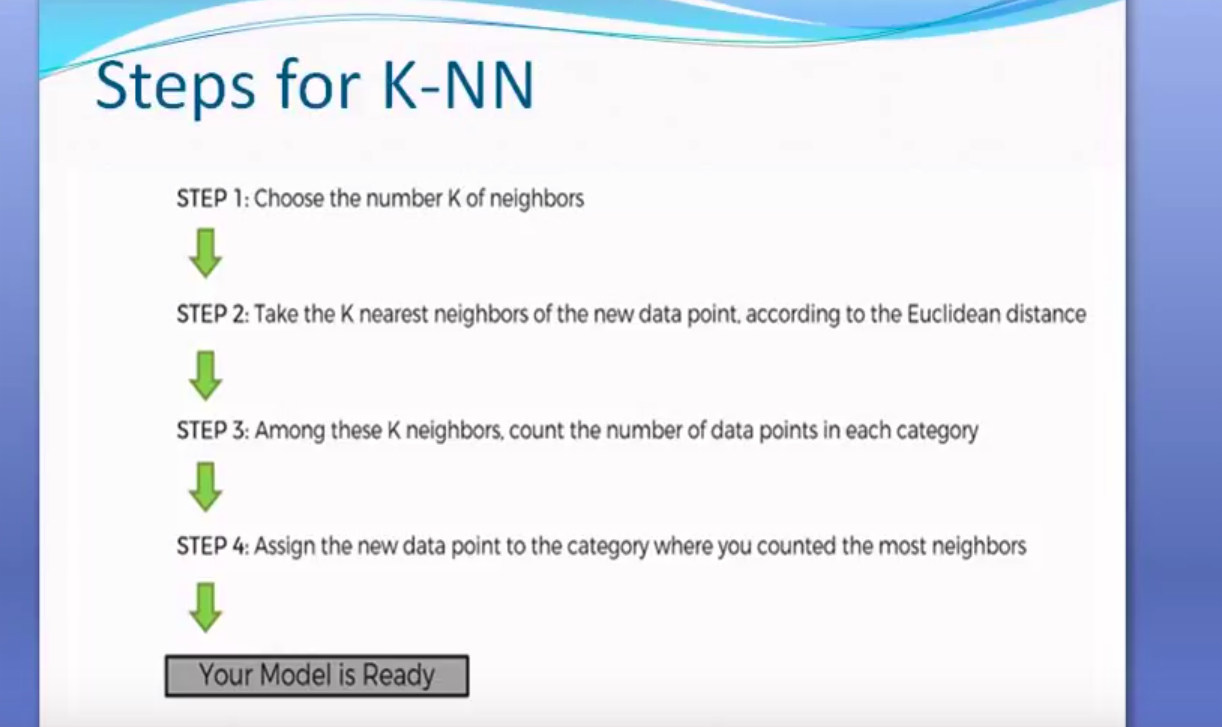 Steps for K-NN
STEP 1: Choose the number K of neighbors
STEP 2: Take the K nearest neighbors of the new data point, according to the Euclidean distance
STEP 3: Among these K neighbors, count the number of data points in each category
STEP 4: Assign the new data point to the category where you counted the most neighbors
Your Model is Ready